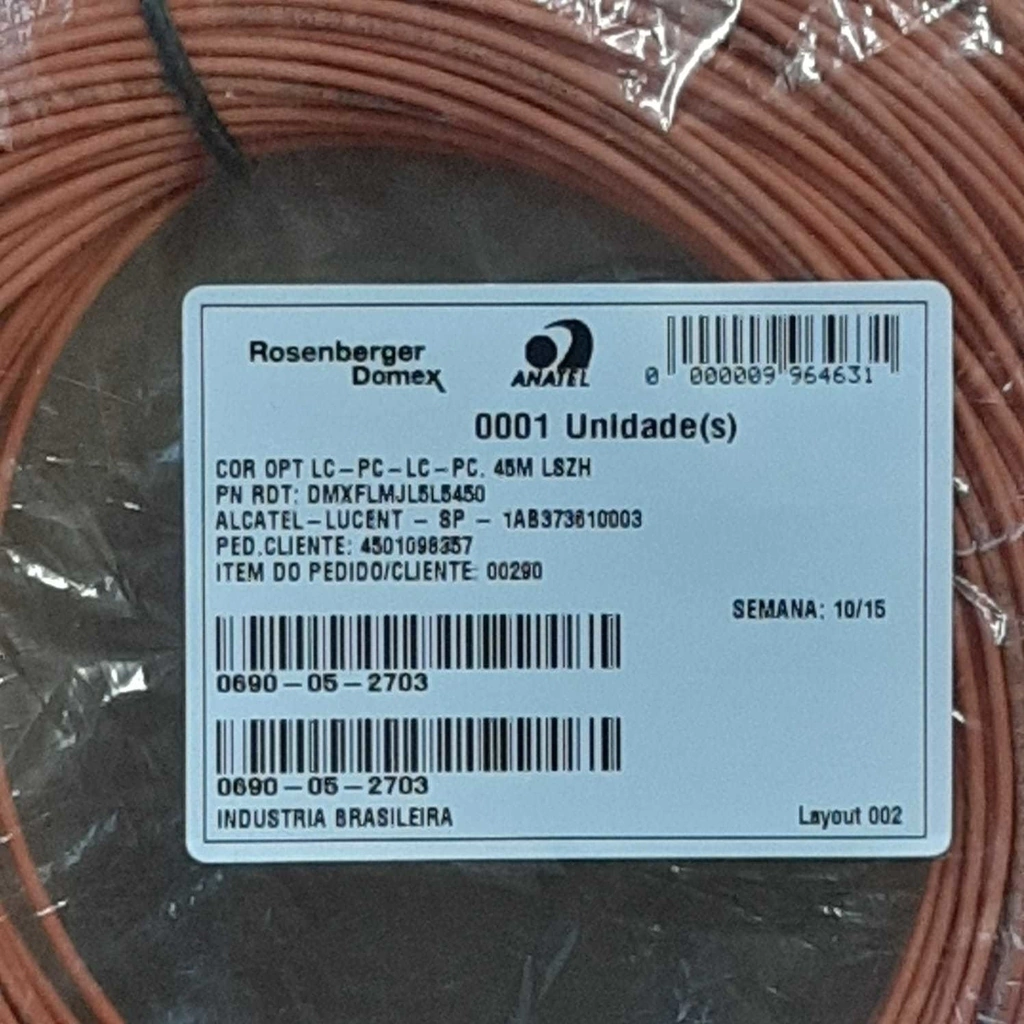 Rosenberger
Domex
ANATEL
0 000009 964631
0001 Unidade(s)
COR OPT LC-PC-LC-PC. 45M LSZH
PN RDT: DMXFLMJL5L5450
ALCATEL-LUCENT - SP - 1AB373610003
PED.CLIENTE: 4501098357
ITEM DO PEDIDO/CLIENTE: 00290
SEMANA: 10/15
0690-05-2703
0690-05-2703
INDUSTRIA BRASILEIRA
Layout 002